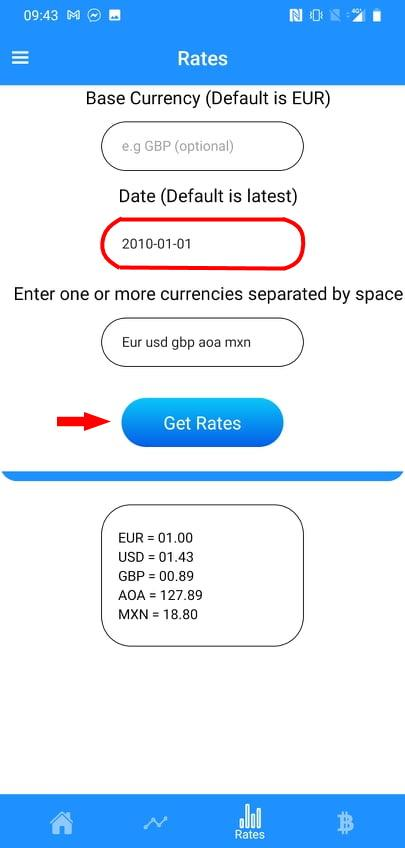 09:43
4G
Rates
Base Currency (Default is EUR)
e.g GBP (optional)
Date (Default is latest)
2010-01-01
Enter one or more currencies separated by space
Eur usd gbp aoa mxn
Get Rates
EUR = 01.00
USD = 01.43
GBP = 00.89
AOA = 127.89
MXN = 18.80
Rates